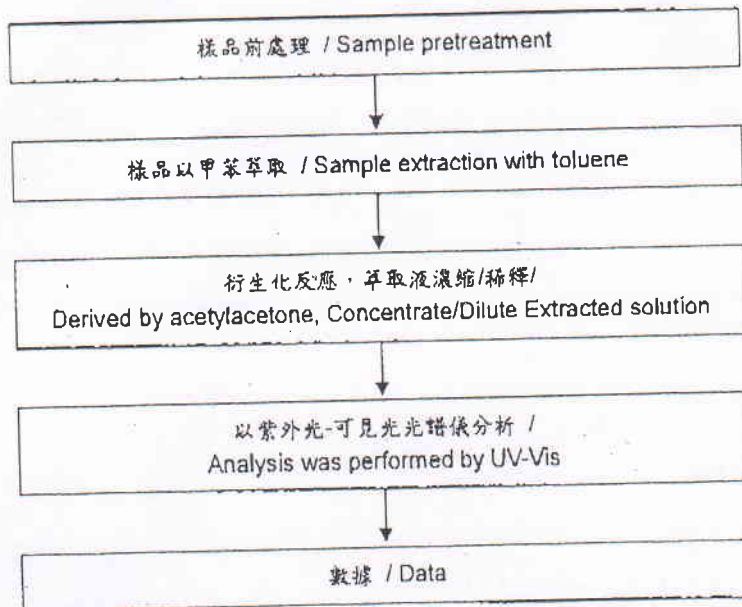 樣品前處理 / Sample pretreatment
樣品以甲苯萃取 / Sample extraction with toluene
衍生化反應，萃取液濃縮/稀釋/
Derived by acetylacetone, Concentrate/Dilute Extracted solution
以紫外光-可見光光譜儀分析 /
Analysis was performed by UV-Vis
數據 / Data